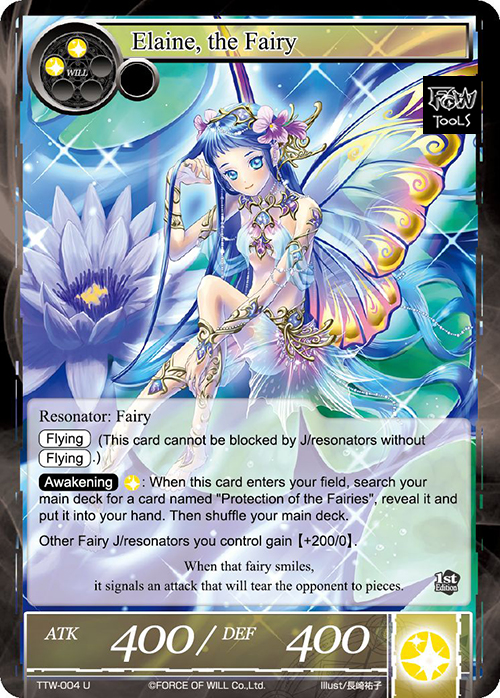 Elaine, the Fairy
WILL
FOW
TOOLS
Resonator: Fairy
Flying (This card cannot be blocked by J/resonators without
Flying.)
Awakening : When this card enters your field, search your
main deck for a card named "Protection of the Fairies", reveal it and
put it into your hand. Then shuffle your main deck.
Other Fairy J/resonators you control gain 【+200/0】.
When that fairy smiles,
it signals an attack that will tear the opponent to pieces.
1st
Edition
ATK 400/ DEF 400
TTW-004 U ©FORCE OF WILL Co.,Ltd. Illust/長崎祐子